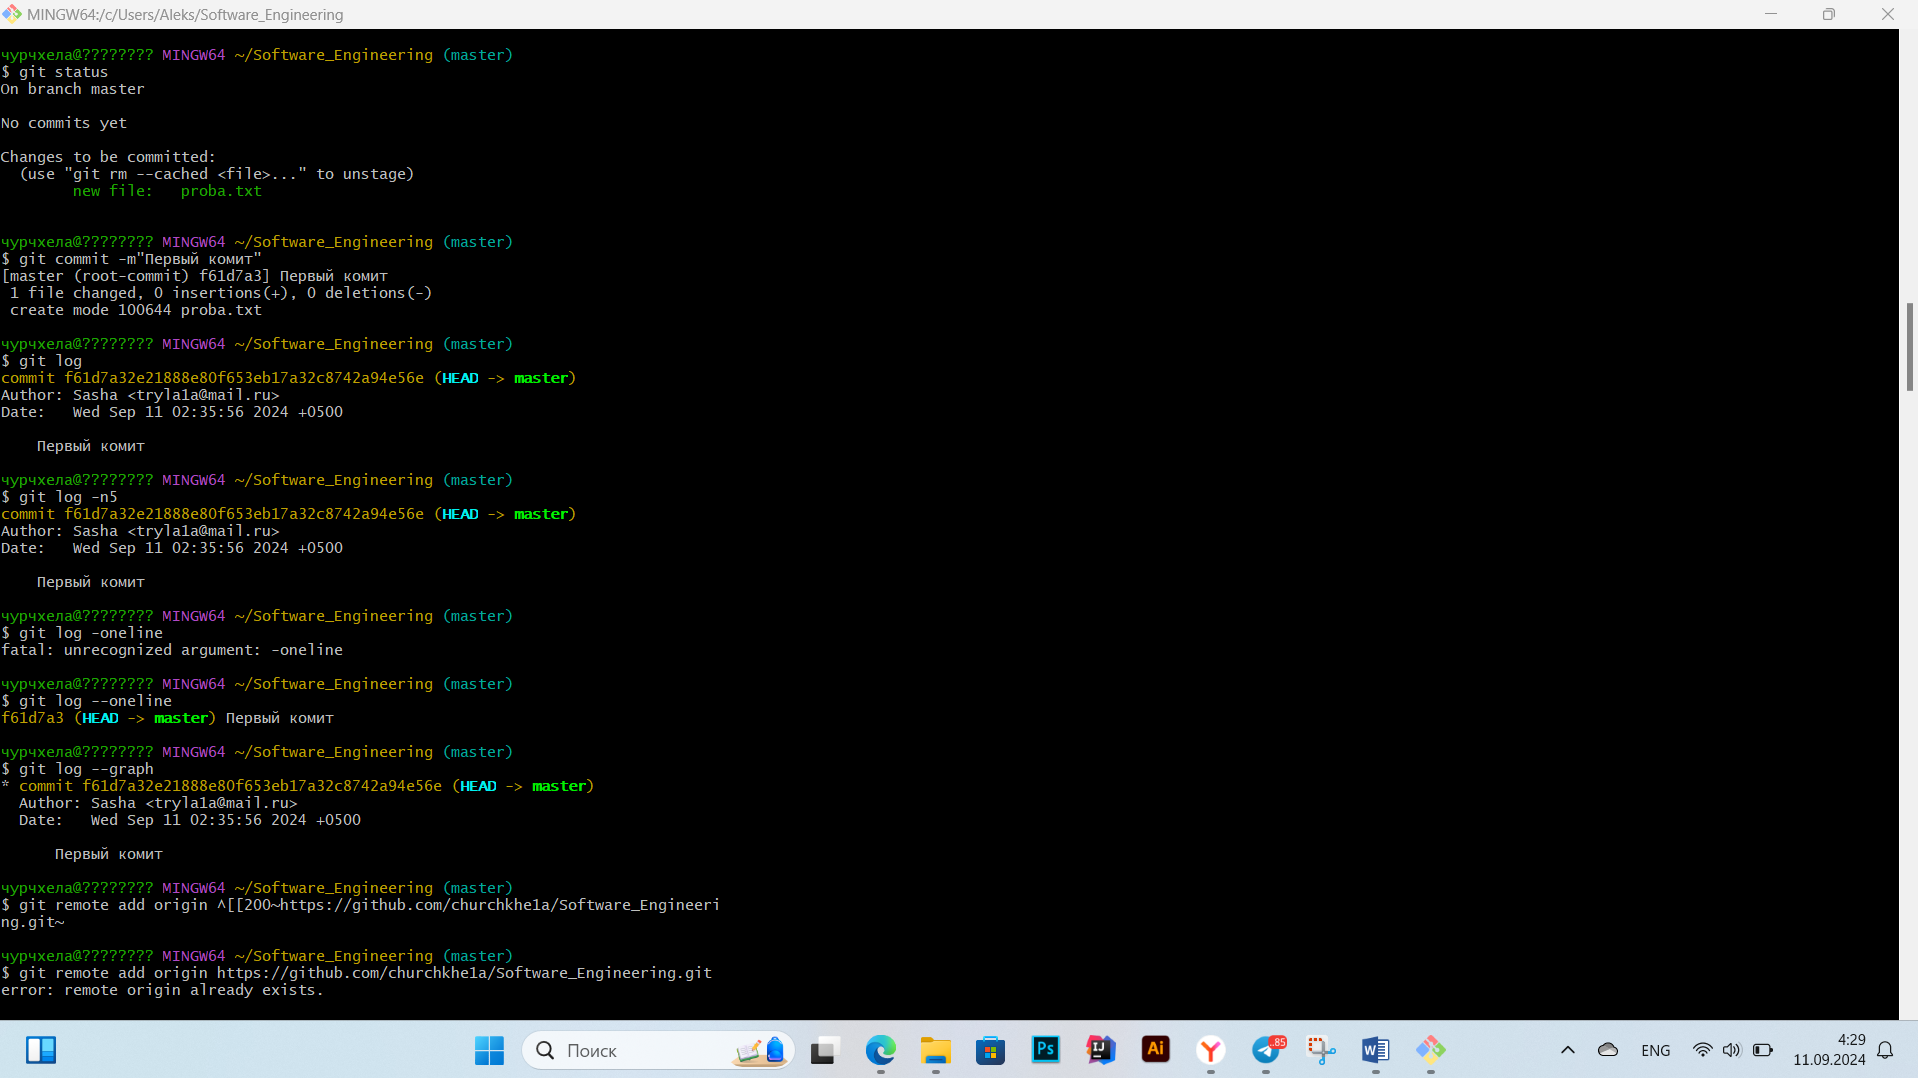 MINGW64:/c/Users/Aleks/Software_Engineering
чурчхела@???????? MINGW64 ~/Software_Engineering (master)
$ git status
On branch master
No commits yet
Changes to be committed:
  (use "git rm --cached <file>..." to unstage)
        new file:   proba.txt
чурчхела@???????? MINGW64 ~/Software_Engineering (master)
$ git commit -m"Первый комит"
[master (root-commit) f61d7a3] Первый комит
 1 file changed, 0 insertions(+), 0 deletions(-)
 create mode 100644 proba.txt
чурчхела@???????? MINGW64 ~/Software_Engineering (master)
$ git log
commit f61d7a32e21888e80f653eb17a32c8742a94e56e (HEAD -> master)
Author: Sasha <tryla1a@mail.ru>
Date:   Wed Sep 11 02:35:56 2024 +0500
    Первый комит
чурчхела@???????? MINGW64 ~/Software_Engineering (master)
$ git log -n5
commit f61d7a32e21888e80f653eb17a32c8742a94e56e (HEAD -> master)
Author: Sasha <tryla1a@mail.ru>
Date:   Wed Sep 11 02:35:56 2024 +0500
    Первый комит
чурчхела@???????? MINGW64 ~/Software_Engineering (master)
$ git log -oneline
fatal: unrecognized argument: -oneline
чурчхела@???????? MINGW64 ~/Software_Engineering (master)
$ git log --oneline
f61d7a3 (HEAD -> master) Первый комит
чурчхела@???????? MINGW64 ~/Software_Engineering (master)
$ git log --graph
* commit f61d7a32e21888e80f653eb17a32c8742a94e56e (HEAD -> master)
  Author: Sasha <tryla1a@mail.ru>
  Date:   Wed Sep 11 02:35:56 2024 +0500
      Первый комит
чурчхела@???????? MINGW64 ~/Software_Engineering (master)
$ git remote add origin ^[[200~https://github.com/churchkhe1a/Software_Engineeri
ng.git~
чурчхела@???????? MINGW64 ~/Software_Engineering (master)
$ git remote add origin https://github.com/churchkhe1a/Software_Engineering.git
error: remote origin already exists.
Поиск
Ps
IJ
Ai
Y
.85
W
ENG
4:29
11.09.2024